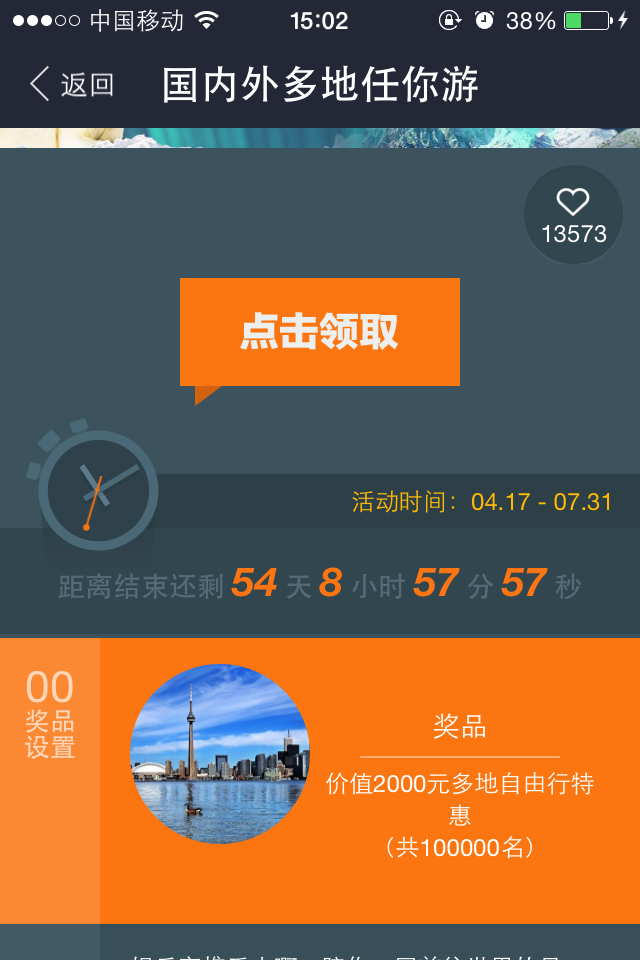 中国移动 15:02 38%
返回 国内外多地任你游
13573
点击领取
活动时间：04.17 - 07.31
距离结束还剩 54 天 8 小时 57 分 57 秒
00
奖品
设置
奖品
价值2000元多地自由行特
惠
（共100000名）